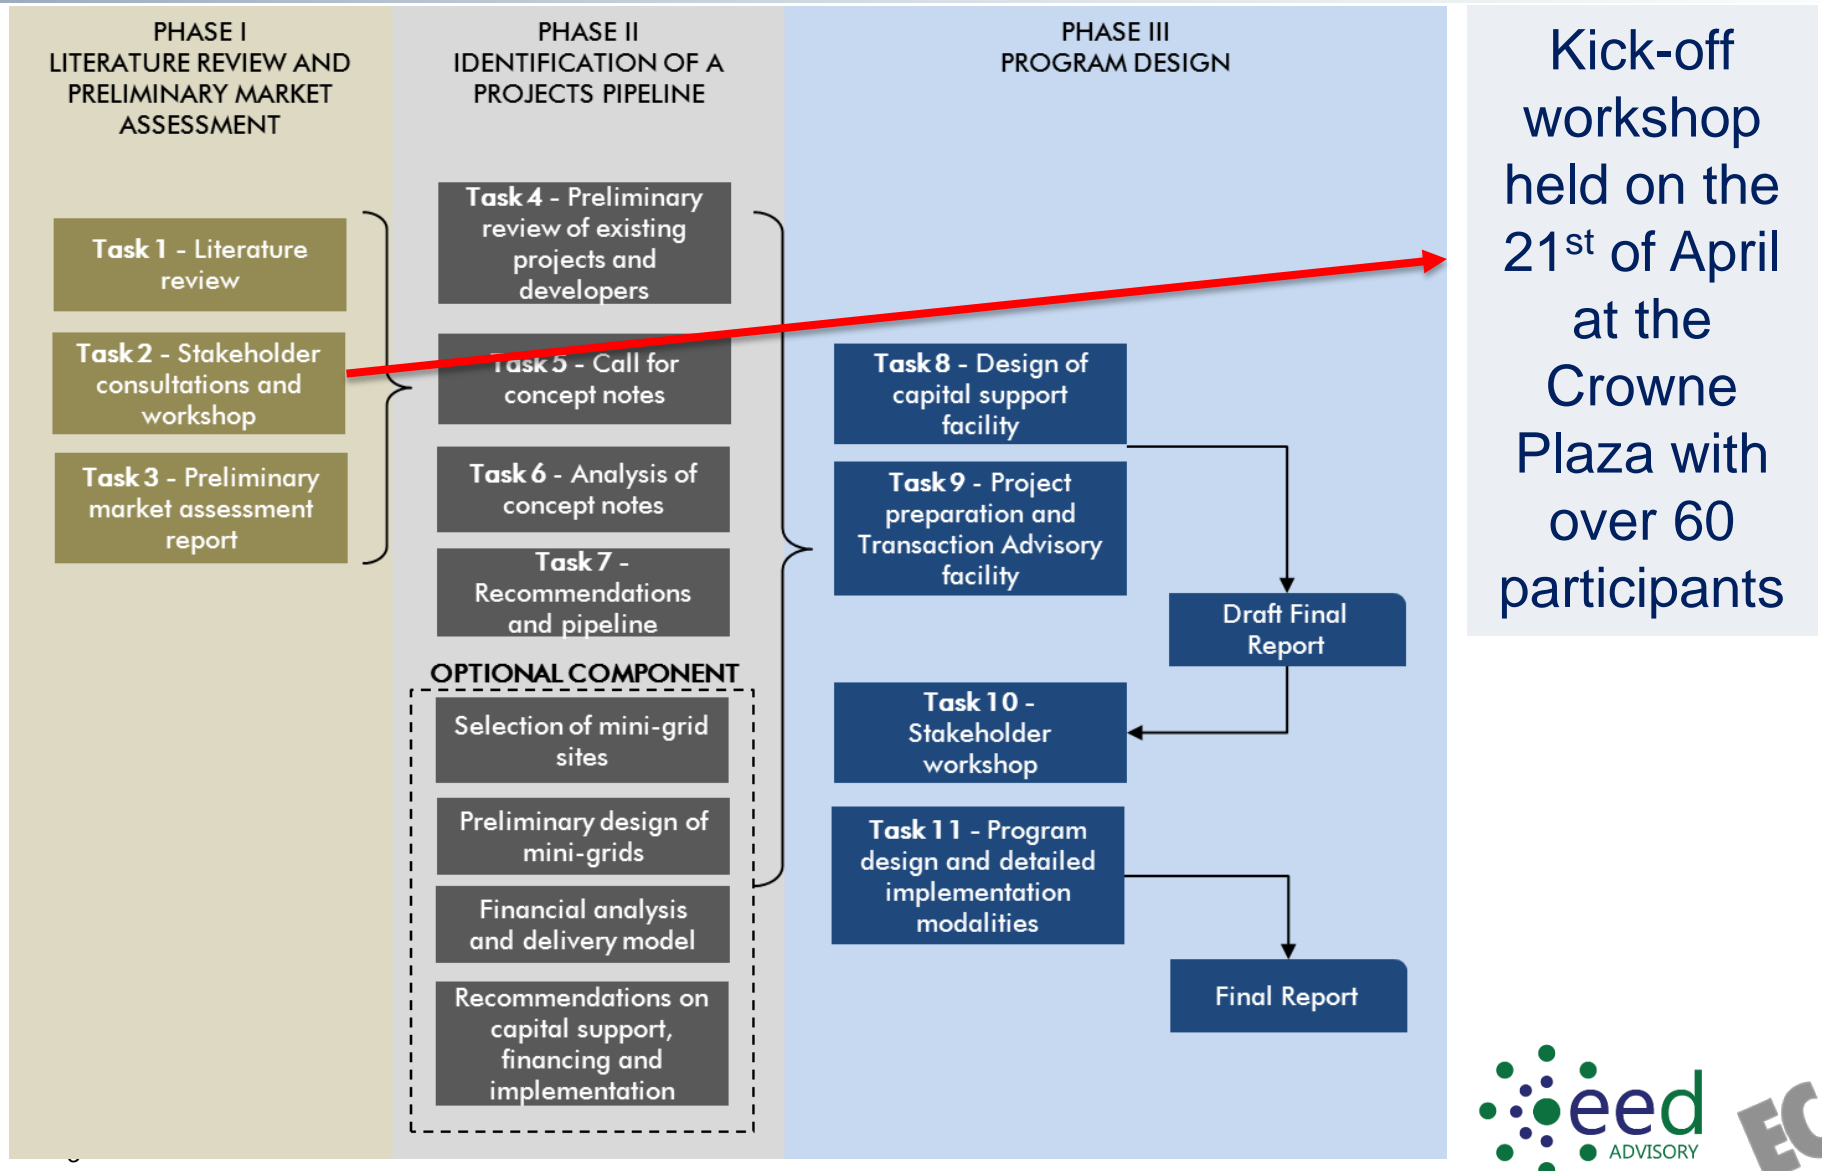 PHASE I
LITERATURE REVIEW AND
PRELIMINARY MARKET
ASSESSMENT
Task 1 - Literature
review
Task 2 - Stakeholder
consultations and
workshop
Task 3 - Preliminary
market assessment
report
PHASE II
IDENTIFICATION OF A
PROJECTS PIPELINE
Task 4 - Preliminary
review of existing
projects and
developers
Task 5 - Call for
concept notes
Task 6 - Analysis of
concept notes
Task 7 -
Recommendations
and pipeline
OPTIONAL COMPONENT
Selection of mini-grid
sites
Preliminary design of
mini-grids
Financial analysis
and delivery model
Recommendations on
capital support,
financing and
implementation
PHASE III
PROGRAM DESIGN
Task 8 - Design of
capital support
facility
Task 9 - Project
preparation and
Transaction Advisory
facility
Draft Final
Report
Task 10 -
Stakeholder
workshop
Task 11 - Program
design and detailed
implementation
modalities
Final Report
Kick-off
workshop
held on the
21st of April
at the
Crowne
Plaza with
over 60
participants
eed
ADVISORY
EC